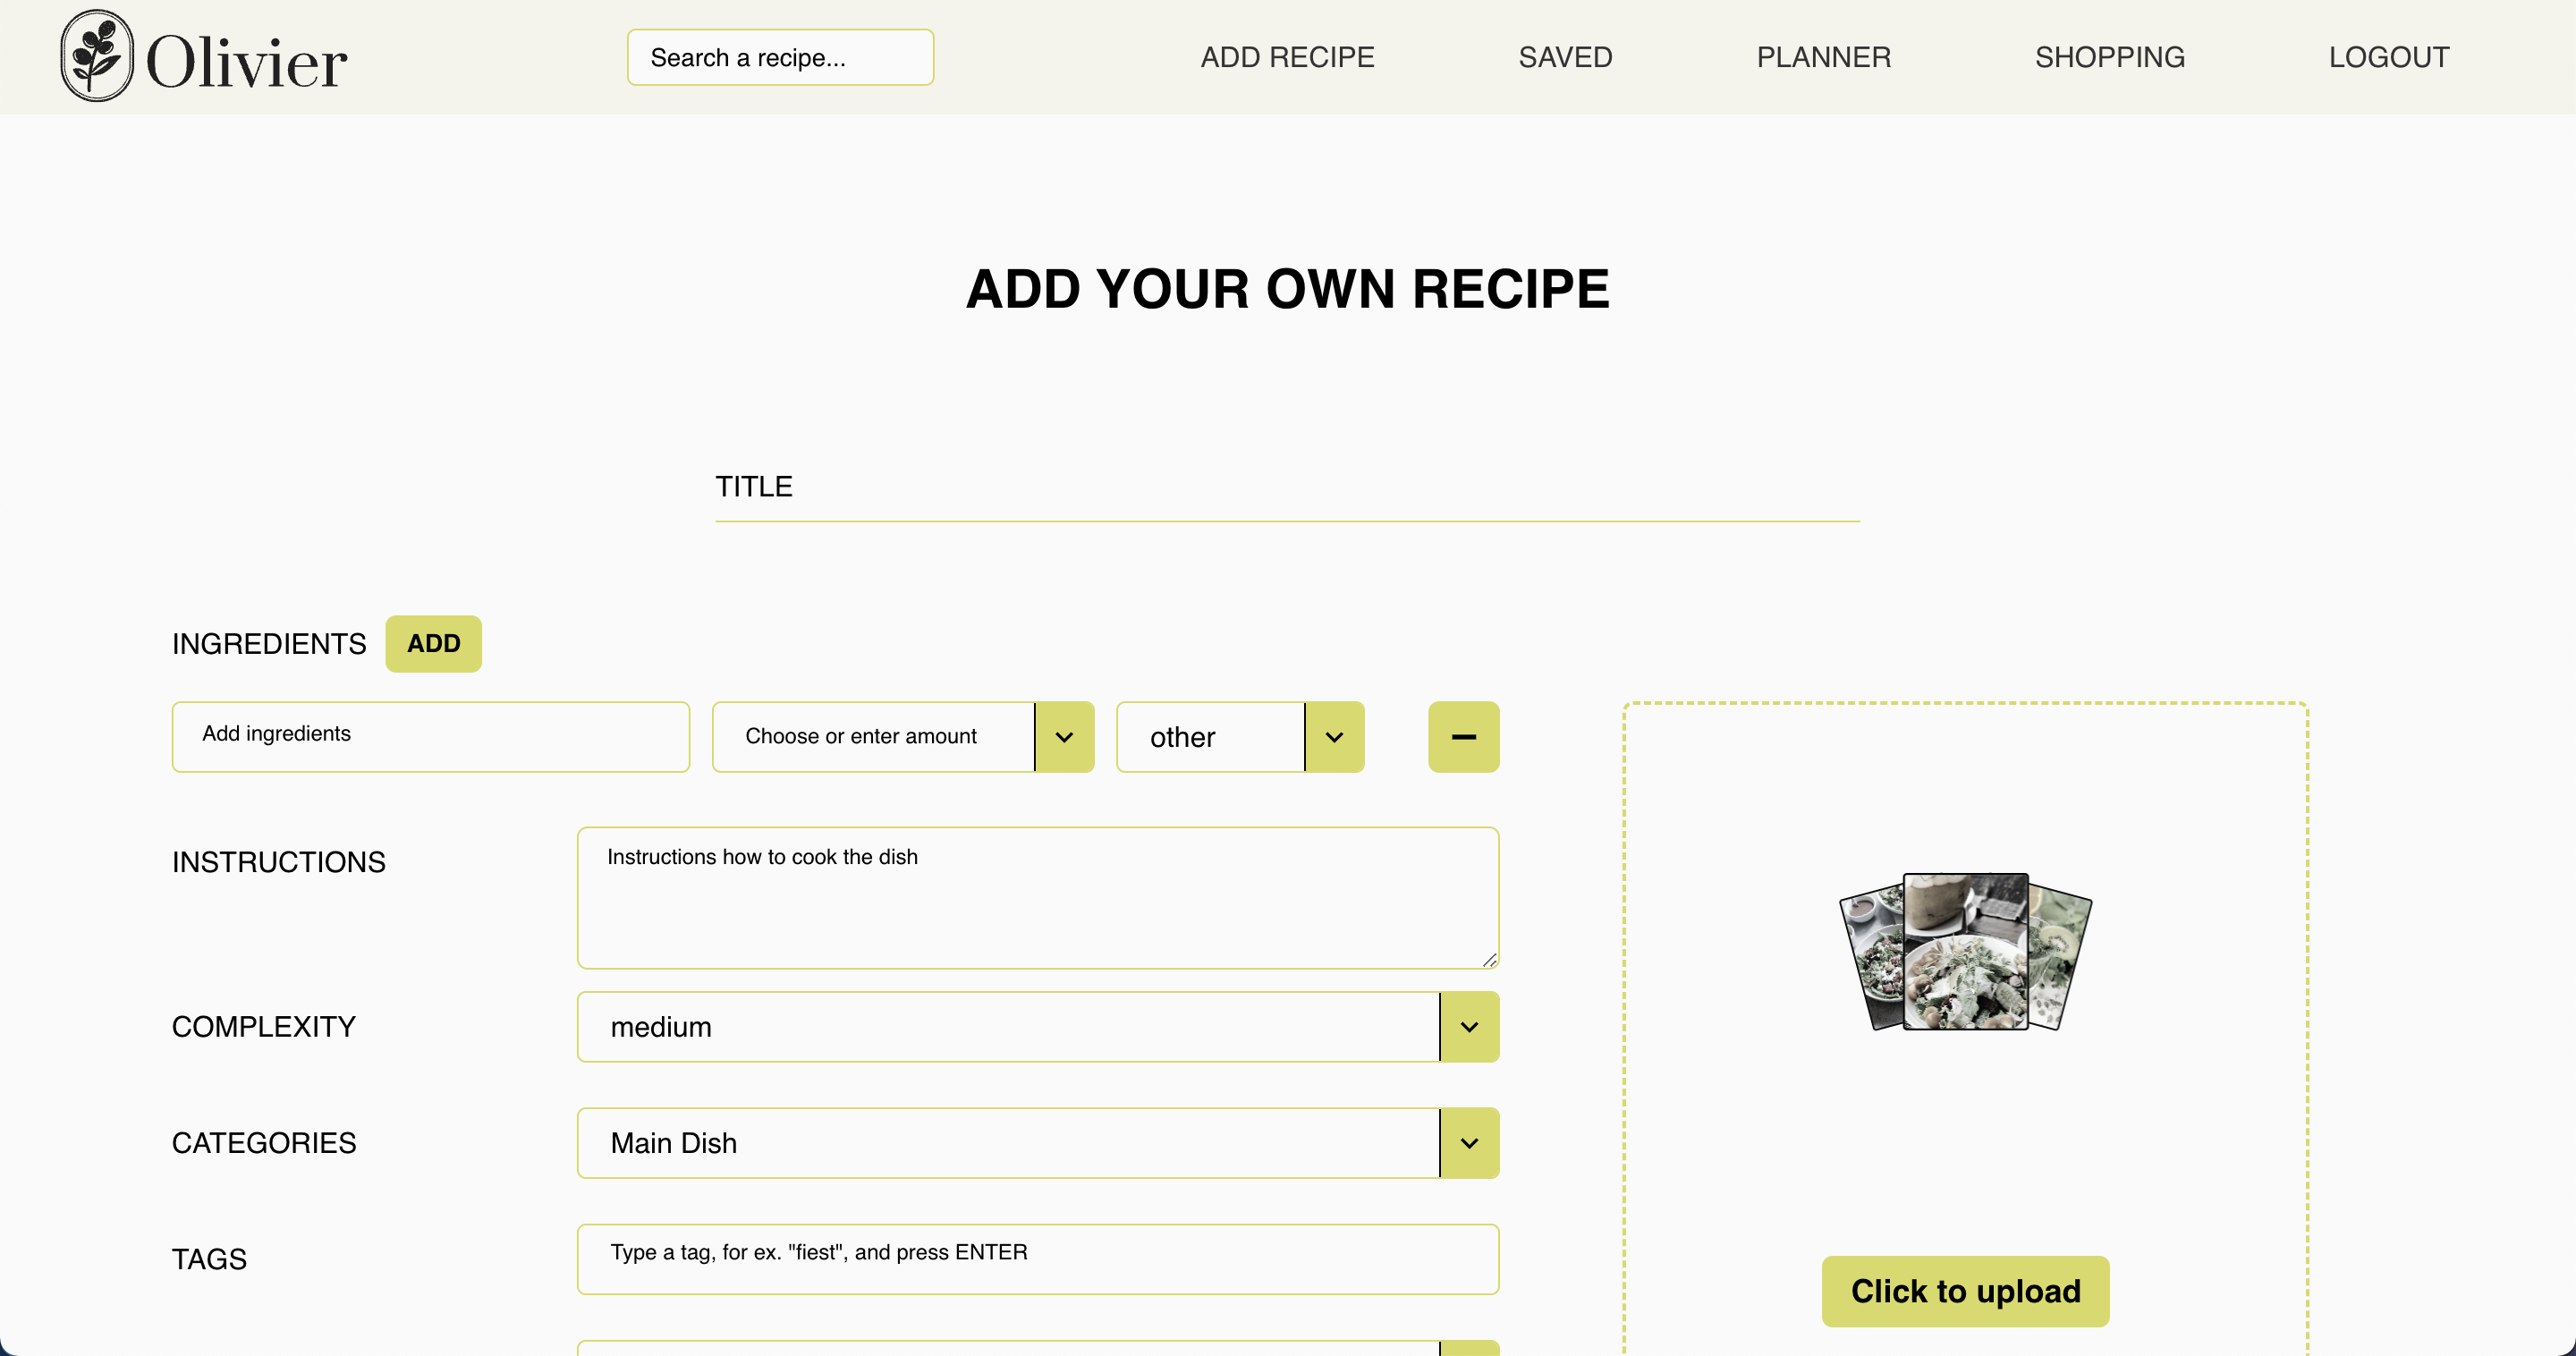 Olivier
Search a recipe...
ADD RECIPE
SAVED
PLANNER
SHOPPING
LOGOUT
ADD YOUR OWN RECIPE
TITLE
INGREDIENTS
ADD
Add ingredients
Choose or enter amount
other
INSTRUCTIONS
Instructions how to cook the dish
COMPLEXITY
medium
CATEGORIES
Main Dish
TAGS
Type a tag, for ex. "fiest", and press ENTER
Click to upload